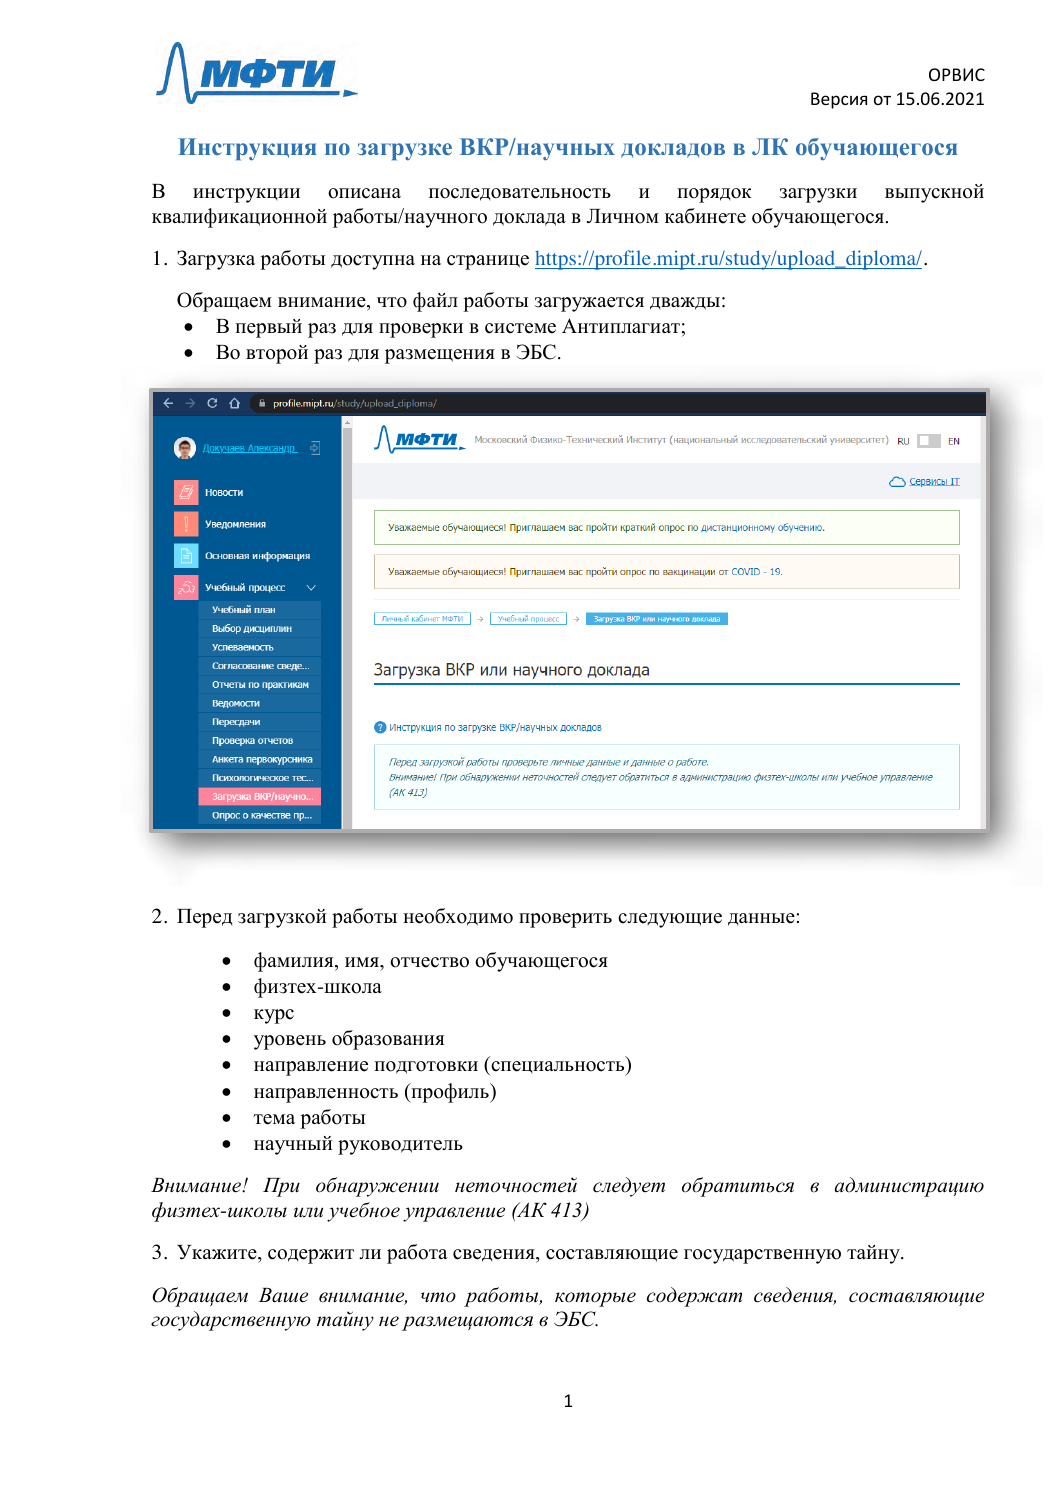 МФТИ
ОРВИС
Версия от 15.06.2021
Инструкция по загрузке ВКР/научных докладов в ЛК обучающегося
В инструкции описана последовательность и порядок загрузки выпускной
квалификационной работы/научного доклада в Личном кабинете обучающегося.
1. Загрузка работы доступна на странице https://profile.mipt.ru/study/upload_diploma/.
Обращаем внимание, что файл работы загружается дважды:
• В первый раз для проверки в системе Антиплагиат;
• Во второй раз для размещения в ЭБС.
profile.mipt.ru/study/upload_diploma/
Докучаев Александр
Новости
Уведомления
Основная информация
Учебный процесс
Учебный план
Выбор дисциплин
Успеваемость
Согласование сведе...
Отчеты по практикам
Ведомости
Пересдачи
Проверка отчетов
Анкета первокурсника
Психологическое тес...
Загрузка ВКР/научно...
Опрос о качестве пр...
МФТИ Московский Физико-Технический Институт (национальный исследовательский университет) RU EN
Сервисы IT
Уважаемые обучающиеся! Приглашаем вас пройти краткий опрос по дистанционному обучению.
Уважаемые обучающиеся! Приглашаем вас пройти опрос по вакцинации от COVID - 19.
Личный кабинет МФТИ → Учебный процесс → Загрузка ВКР или научного доклада
Загрузка ВКР или научного доклада
? Инструкция по загрузке ВКР/научных докладов
Перед загрузкой работы проверьте личные данные и данные о работе.
Внимание! При обнаружении неточностей следует обратиться в администрацию физтех-школы или учебное управление
(АК 413)
2. Перед загрузкой работы необходимо проверить следующие данные:
• фамилия, имя, отчество обучающегося
• физтех-школа
• курс
• уровень образования
• направление подготовки (специальность)
• направленность (профиль)
• тема работы
• научный руководитель
Внимание! При обнаружении неточностей следует обратиться в администрацию
физтех-школы или учебное управление (АК 413)
3. Укажите, содержит ли работа сведения, составляющие государственную тайну.
Обращаем Ваше внимание, что работы, которые содержат сведения, составляющие
государственную тайну не размещаются в ЭБС.
1